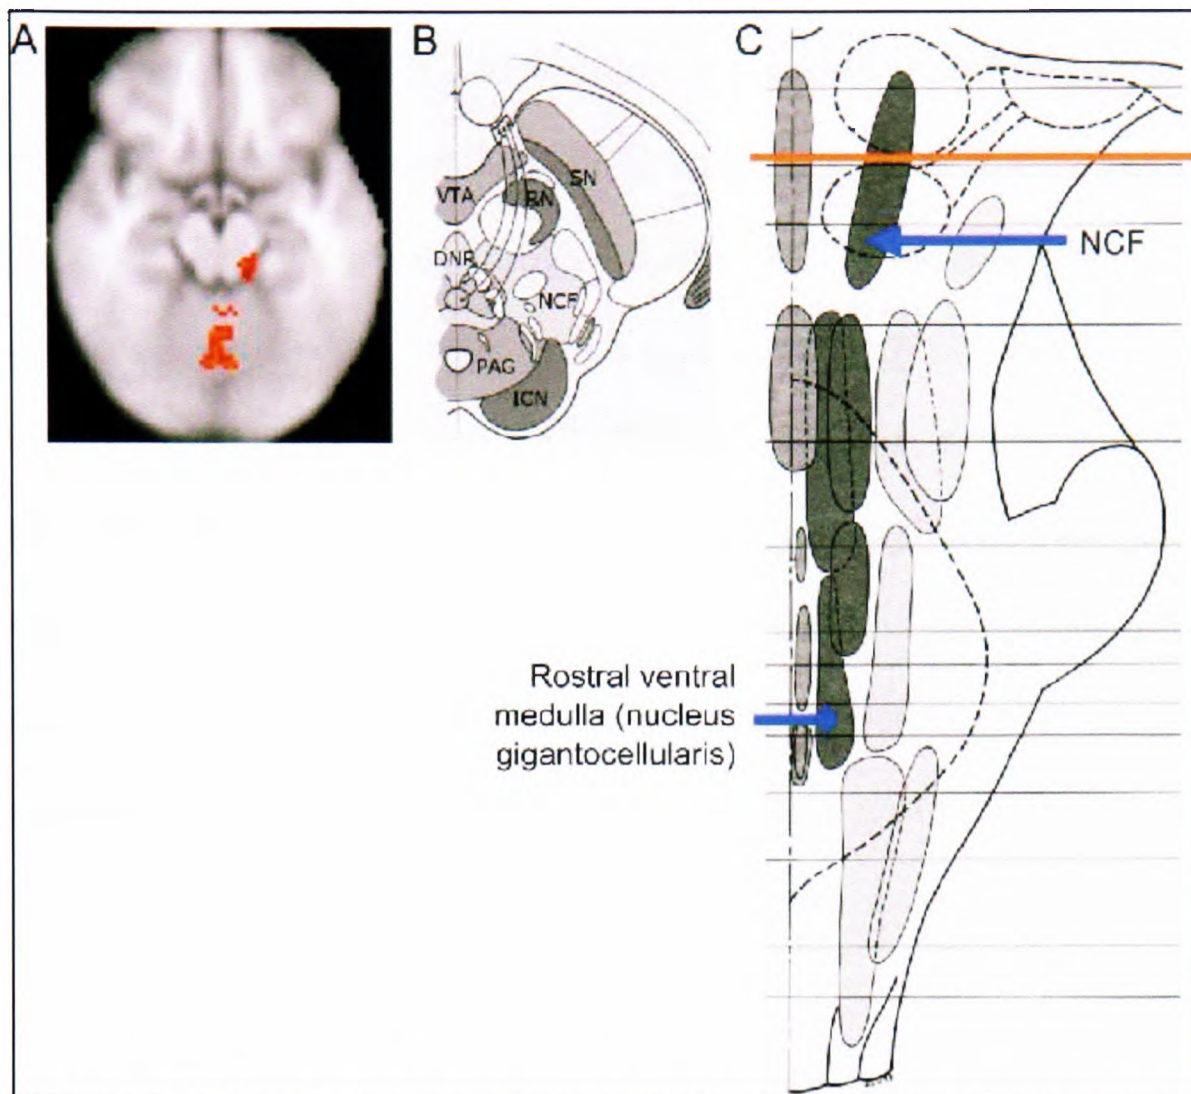 A
B
C
VTA
RN
SN
DNR
NCF
PAG
ICN
NCF
Rostral ventral
medulla (nucleus
gigantocellularis)